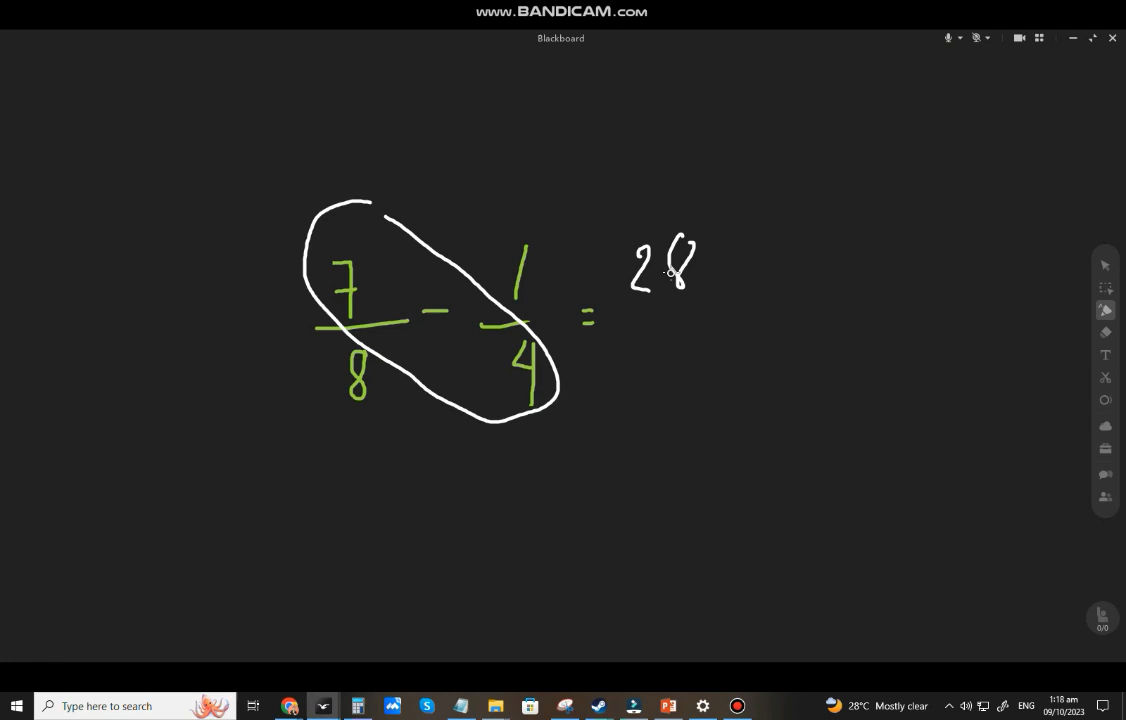 www.BANDICAM.com
Blackboard
7/8 - 1/4 = 28
0/0
Type here to search
28°C Mostly clear
ENG
1:18 am
09/10/2023